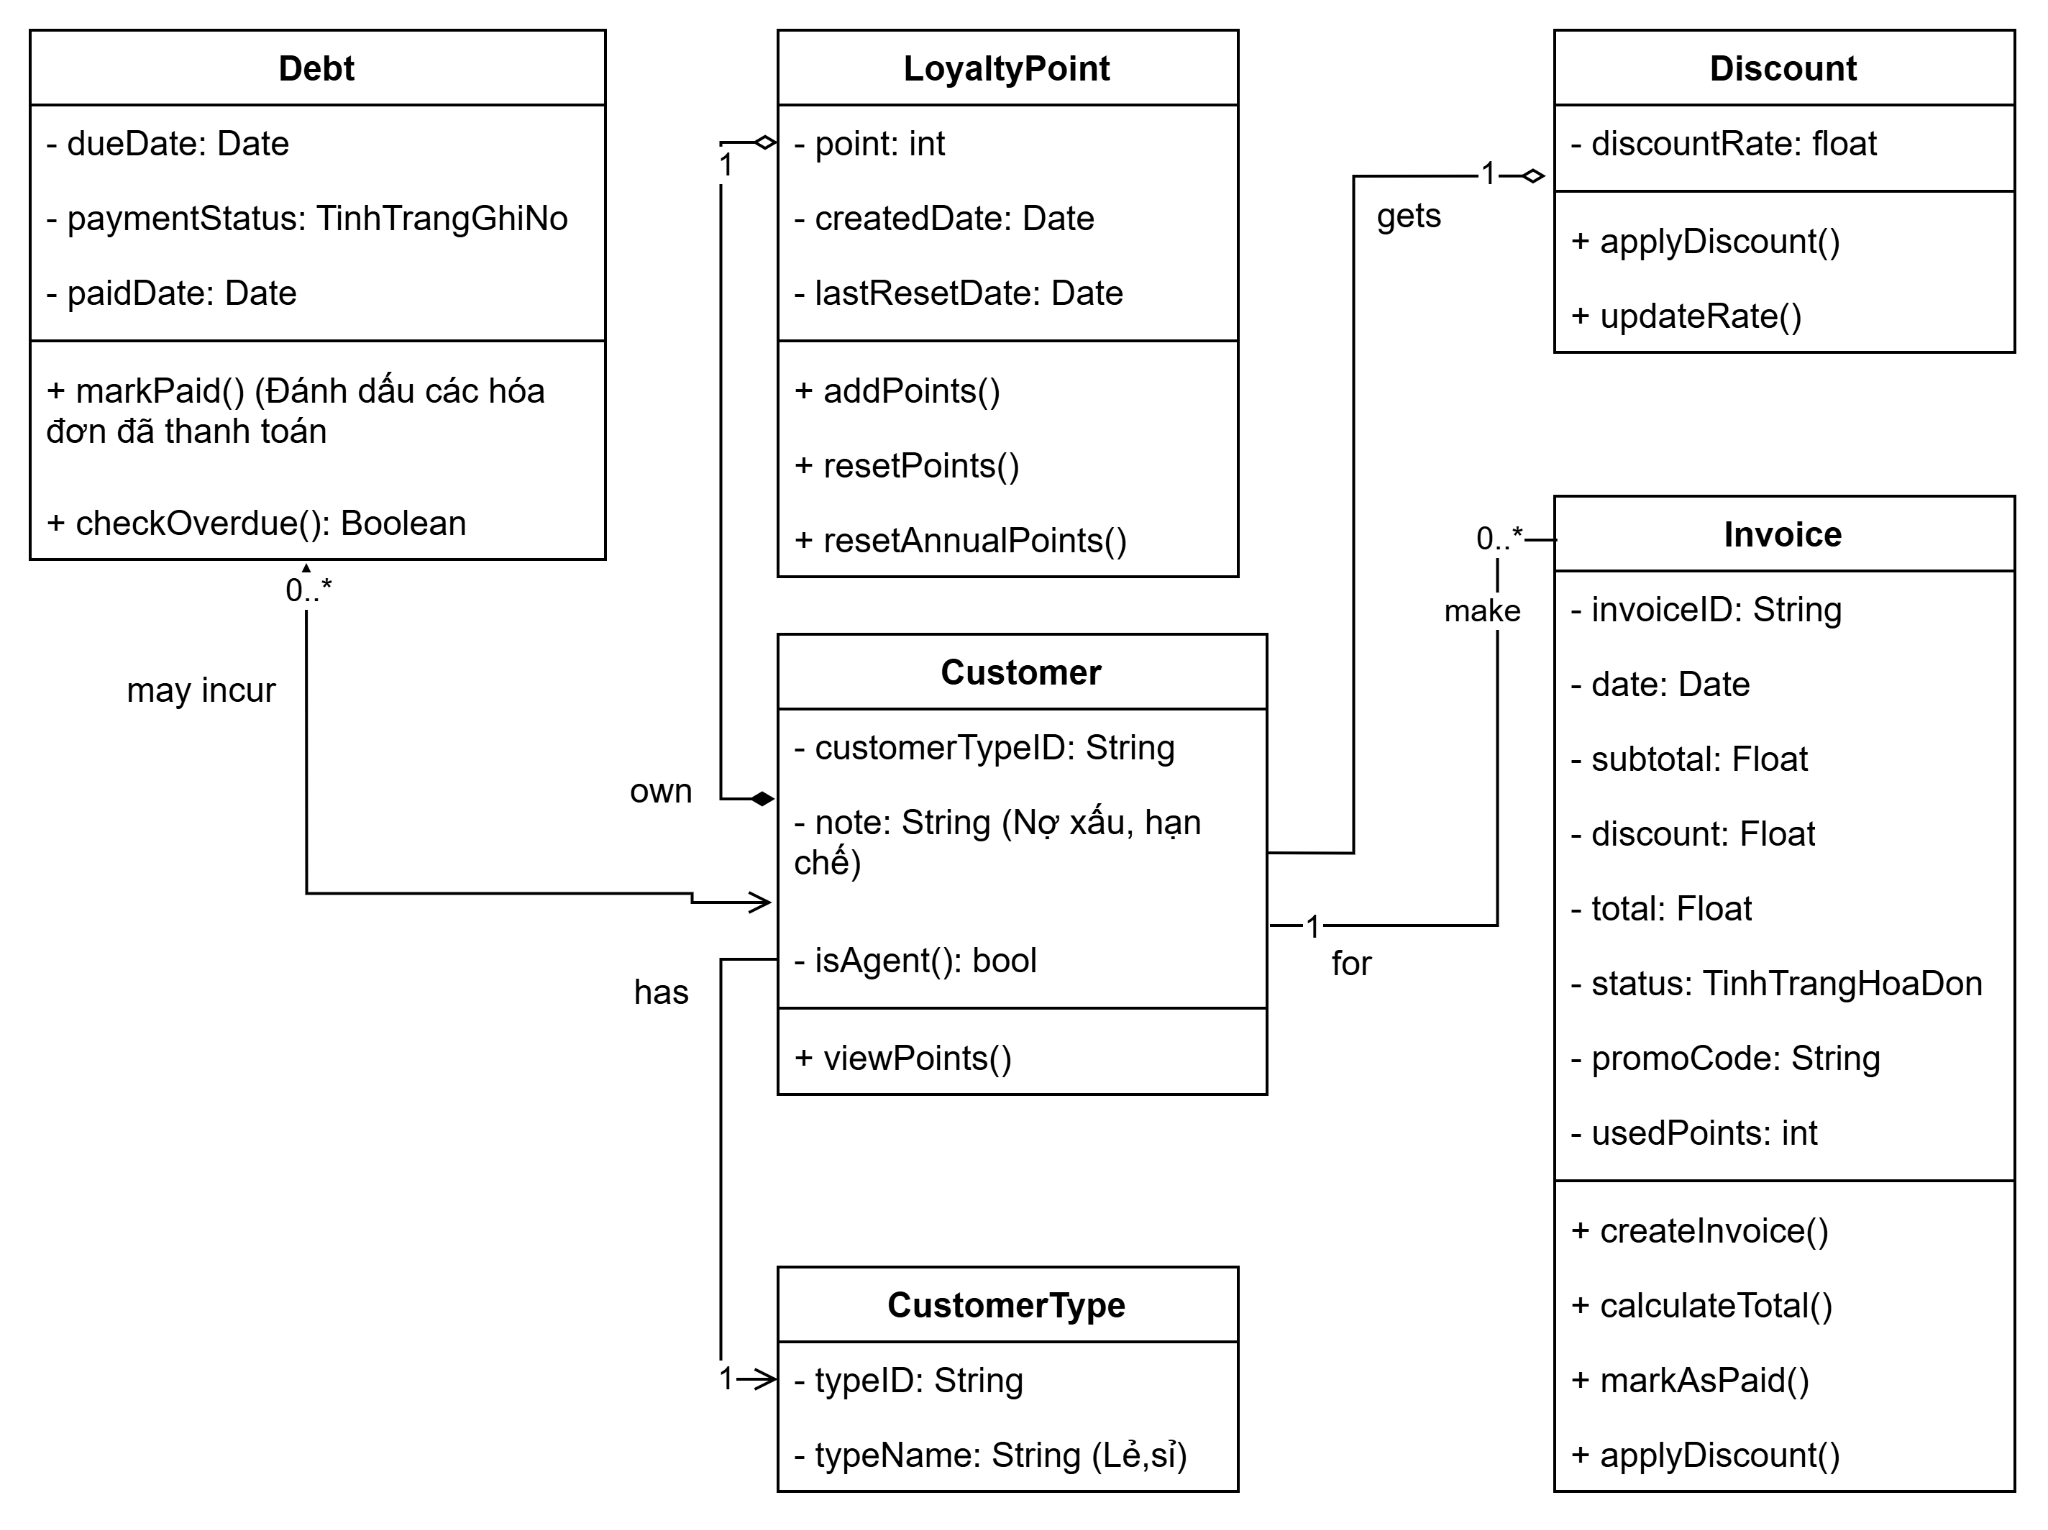 Debt
- dueDate: Date
- paymentStatus: TinhTrangGhiNo
- paidDate: Date
+ markPaid() (Đánh dấu các hóa
đơn đã thanh toán
+ checkOverdue(): Boolean
LoyaltyPoint
- point: int
- createdDate: Date
- lastResetDate: Date
+ addPoints()
+ resetPoints()
+ resetAnnualPoints()
Discount
- discountRate: float
+ applyDiscount()
+ updateRate()
1
1
gets
0..*
may incur
own
has
0..*
make
1
for
Customer
- customerTypeID: String
- note: String (Nợ xấu, hạn
chế)
- isAgent(): bool
+ viewPoints()
Invoice
- invoiceID: String
- date: Date
- subtotal: Float
- discount: Float
- total: Float
- status: TinhTrangHoaDon
- promoCode: String
- usedPoints: int
+ createInvoice()
+ calculateTotal()
+ markAsPaid()
+ applyDiscount()
1
CustomerType
- typeID: String
- typeName: String (Lẻ,sỉ)